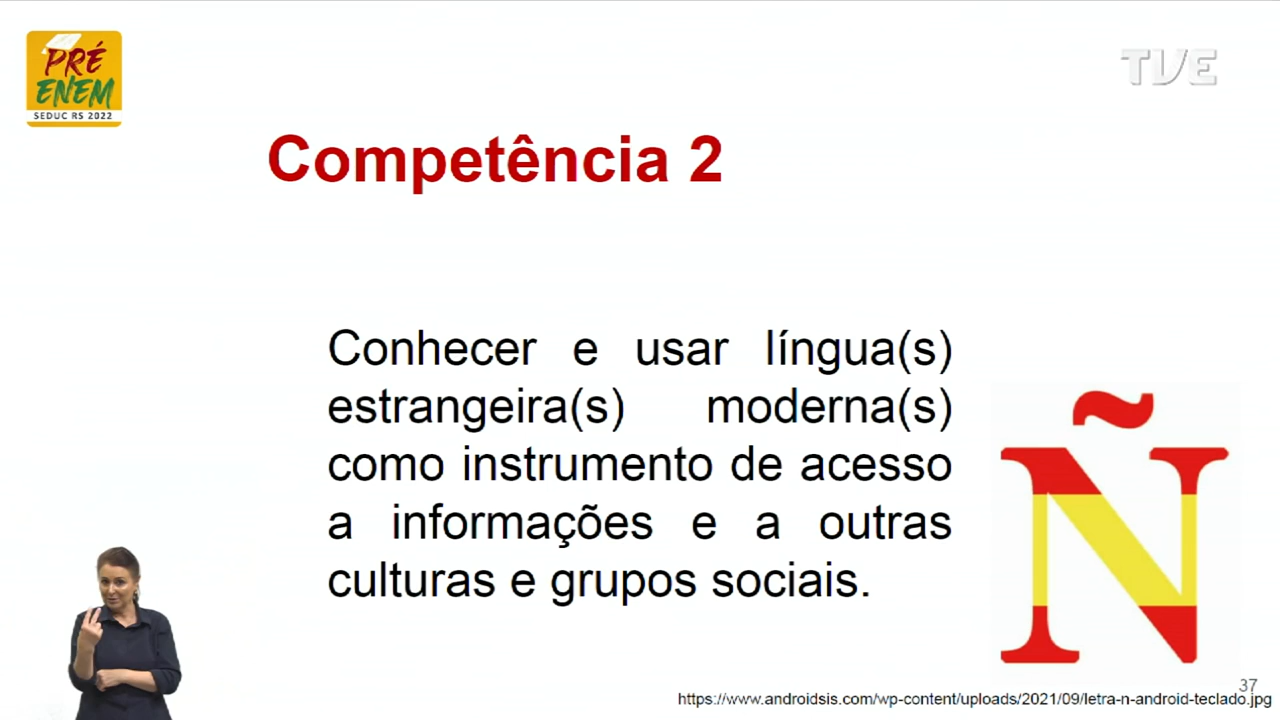 PRÉ
ENEM
SEDUC RS 2022
TVE
Competência 2
Conhecer e usar língua(s)
estrangeira(s) moderna(s)
como instrumento de acesso
a informações e a outras
culturas e grupos sociais.
Ñ
37
https://www.androidsis.com/wp-content/uploads/2021/09/letra-n-android-teclado.jpg